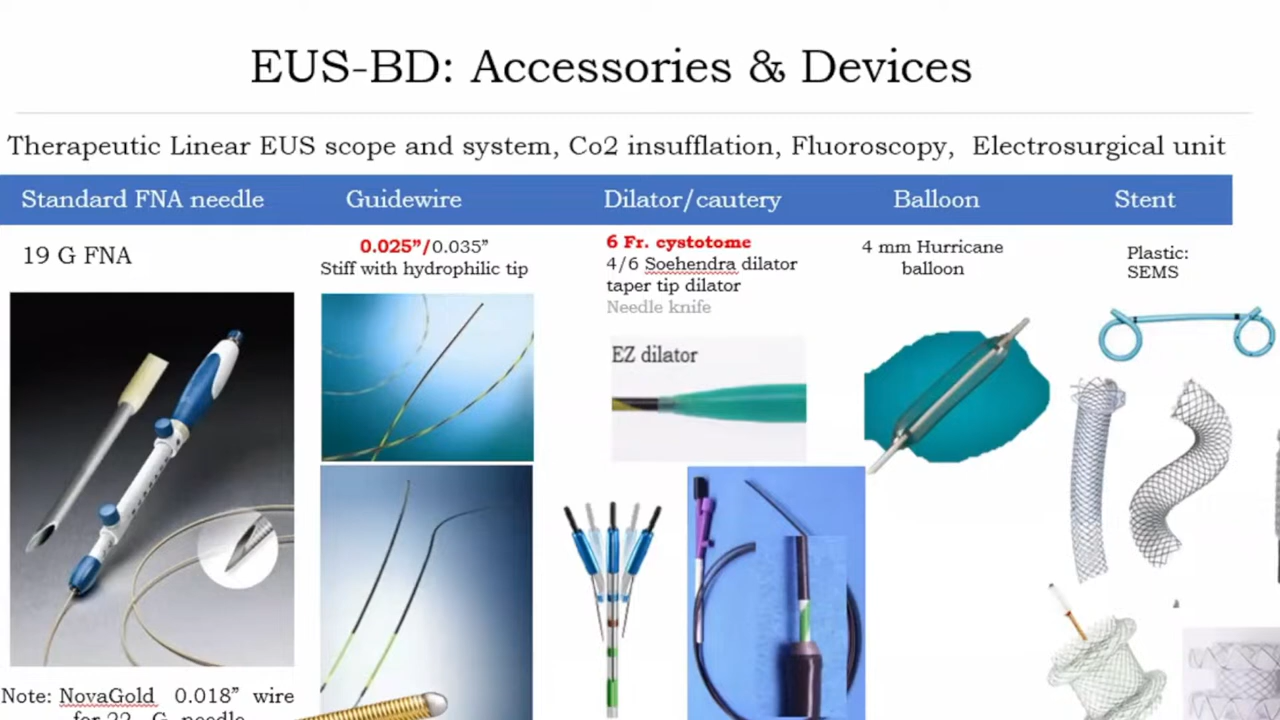 EUS-BD: Accessories & Devices
Therapeutic Linear EUS scope and system, Co2 insufflation, Fluoroscopy, Electrosurgical unit
Standard FNA needle
Guidewire
Dilator/cautery
Balloon
Stent
19 G FNA
0.025”/0.035”
Stiff with hydrophilic tip
6 Fr. cystotome
4/6 Soehendra dilator
taper tip dilator
Needle knife
4 mm Hurricane
balloon
Plastic:
SEMS
EZ dilator
Note: NovaGold 0.018” wire
for 22 G needle